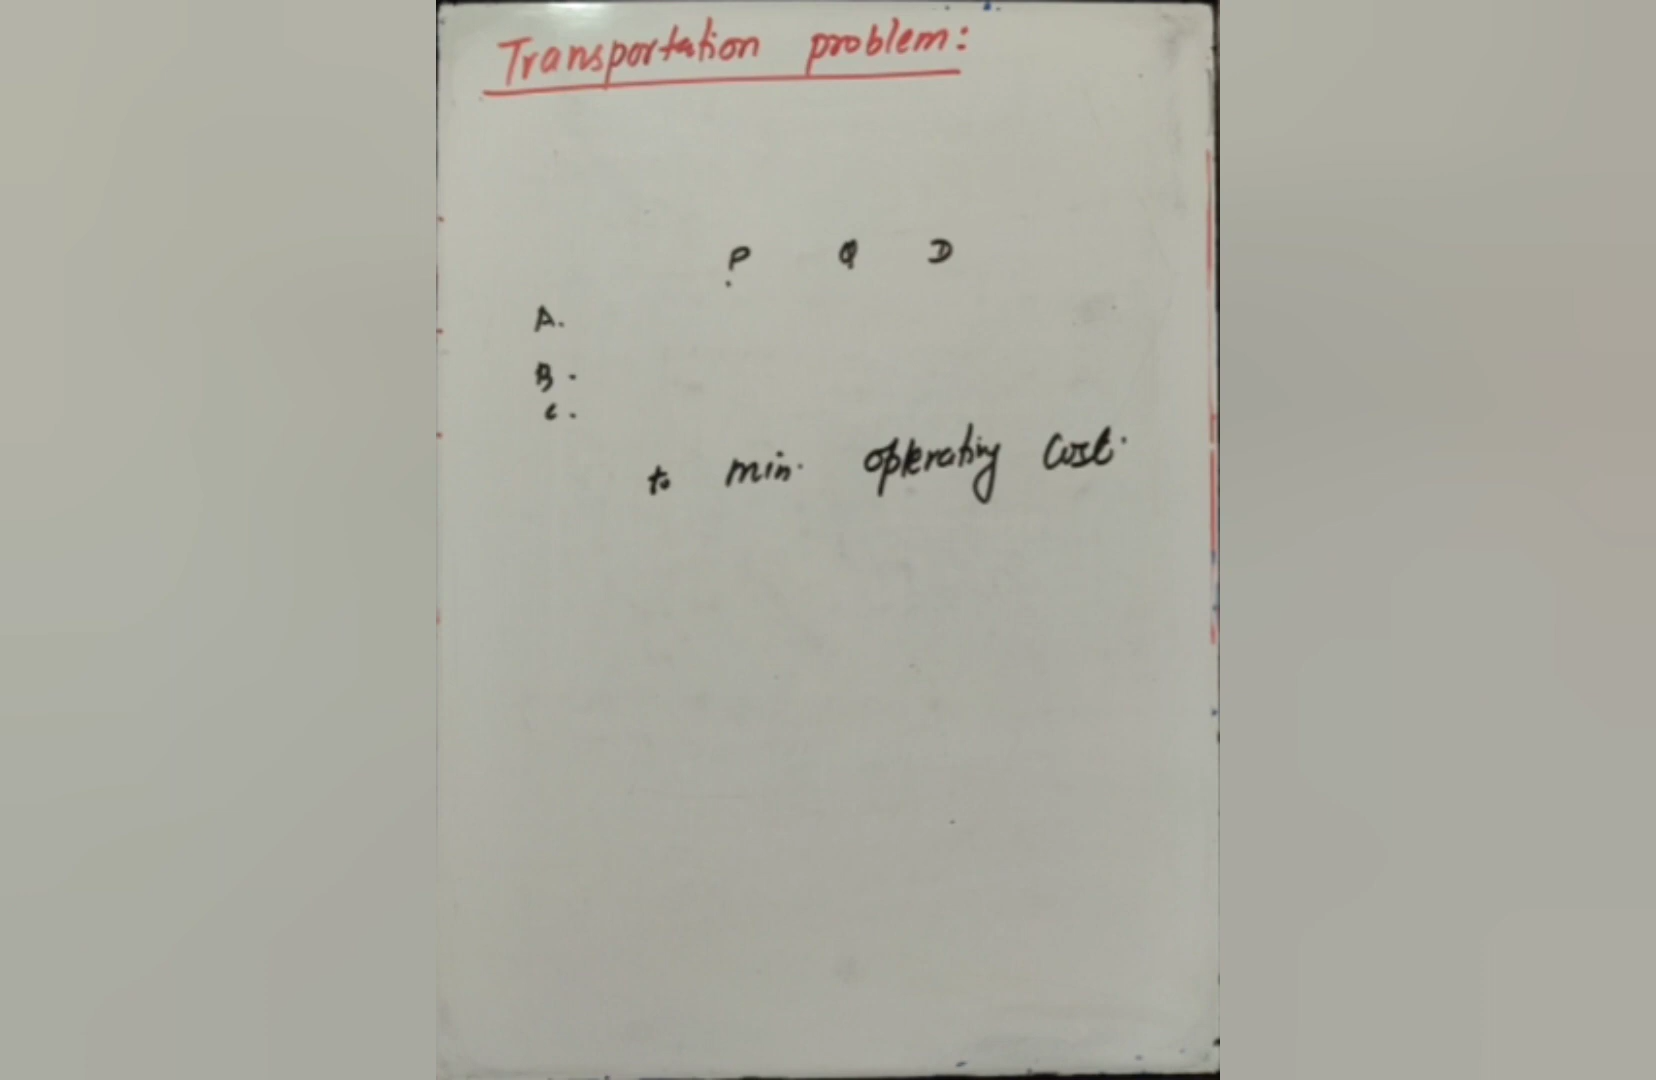 Transportation problem:
P Q D
A.
B.
C.
to min. operating Cost.